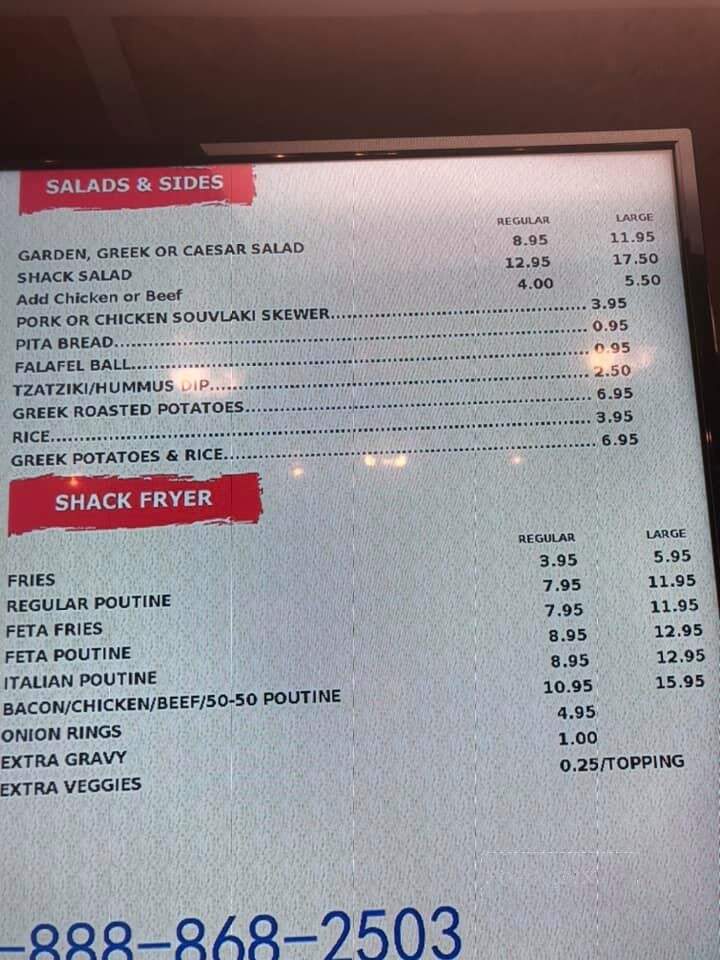 SALADS & SIDES
REGULAR LARGE
GARDEN, GREEK OR CAESAR SALAD 8.95 11.95
SHACK SALAD 12.95 17.50
Add Chicken or Beef 4.00 5.50
PORK OR CHICKEN SOUVLAKI SKEWER 3.95
PITA BREAD 0.95
FALAFEL BALL 0.95
TZATZIKI/HUMMUS DIP 2.50
GREEK ROASTED POTATOES 6.95
RICE 3.95
GREEK POTATOES & RICE 6.95
SHACK FRYER
REGULAR LARGE
FRIES 3.95 5.95
REGULAR POUTINE 7.95 11.95
FETA FRIES 7.95 11.95
FETA POUTINE 8.95 12.95
ITALIAN POUTINE 8.95 12.95
BACON/CHICKEN/BEEF/50-50 POUTINE 10.95 15.95
ONION RINGS 4.95
EXTRA GRAVY 1.00
EXTRA VEGGIES 0.25/TOPPING
-888-868-2503